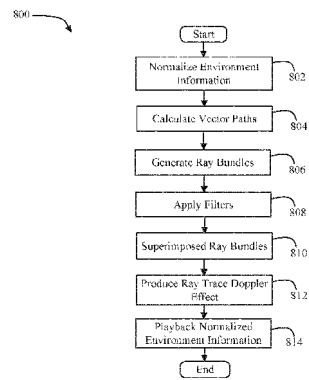 800
Start
Normalize Environment
Information
802
Calculate Vector Paths
804
Generate Ray Bundles
806
Apply Filters
808
Superimposed Ray Bundles
810
Produce Ray Trace Doppler
Effect
812
Playback Normalized
Environment Information
814
End